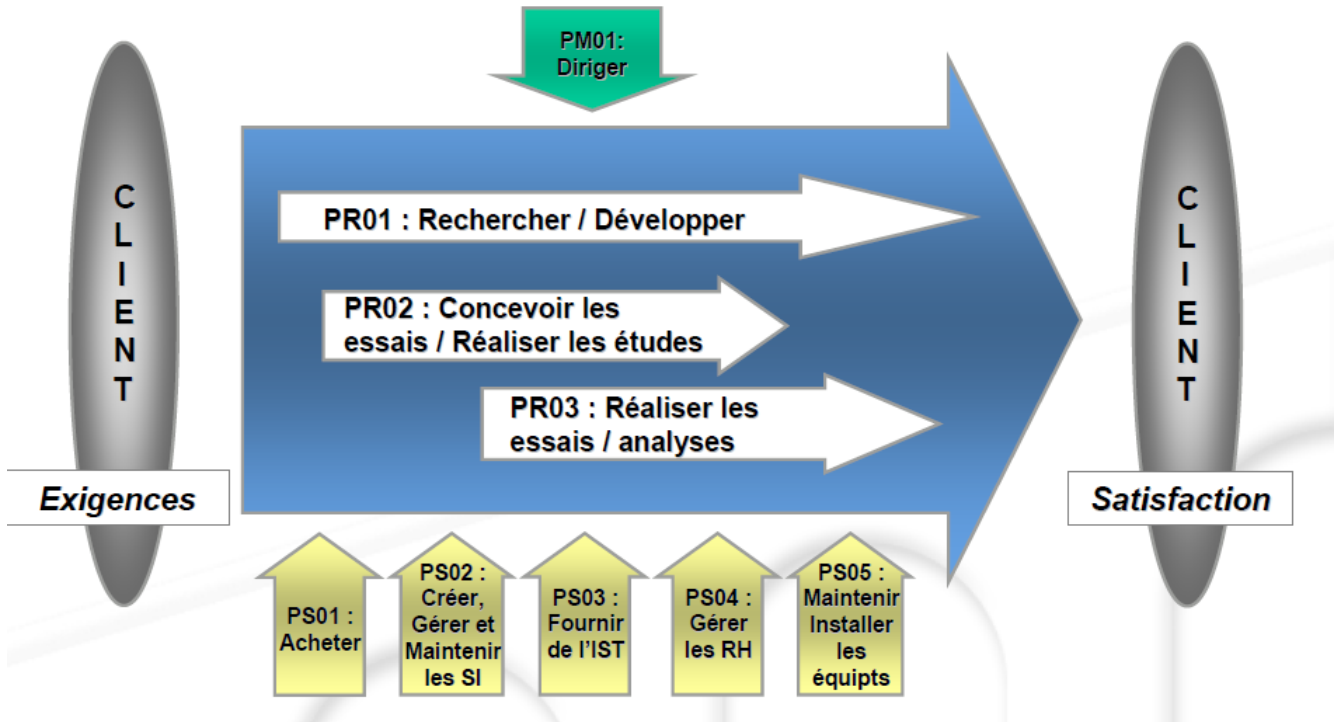 PM01:
Diriger
CLIENT
PR01 : Rechercher / Développer
PR02 : Concevoir les
essais / Réaliser les études
PR03 : Réaliser les
essais / analyses
CLIENT
Exigences
Satisfaction
PS01 :
Acheter
PS02 :
Créer,
Gérer et
Maintenir
les SI
PS03 :
Fournir
de l'IST
PS04 :
Gérer
les RH
PS05 :
Maintenir
Installer
les
équipts